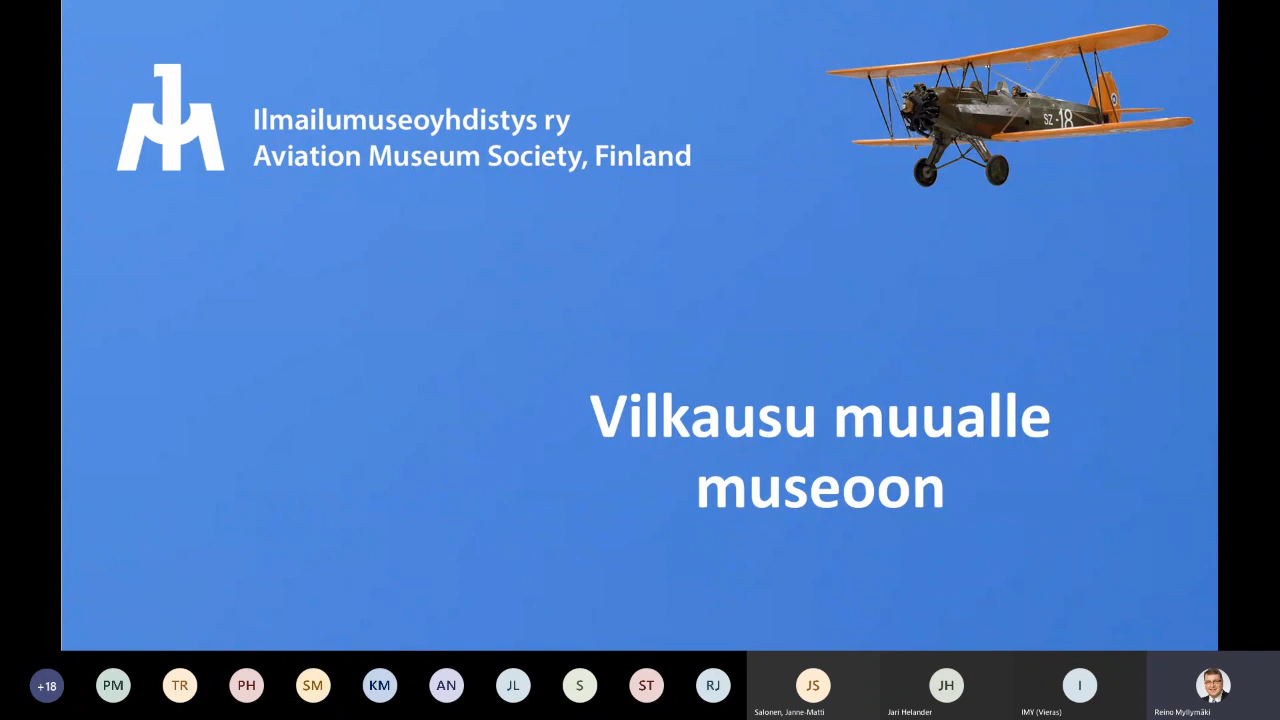 Ilmailumuseoyhdistys ry
Aviation Museum Society, Finland
SZ-18
Vilkausu muualle
museoon
+18
PM
TR
PH
SM
KM
AN
JL
S
ST
RJ
JS
JH
I
Salonen, Janne-Matti
Jari Helander
IMY (Vieras)
Reino Myllymäki